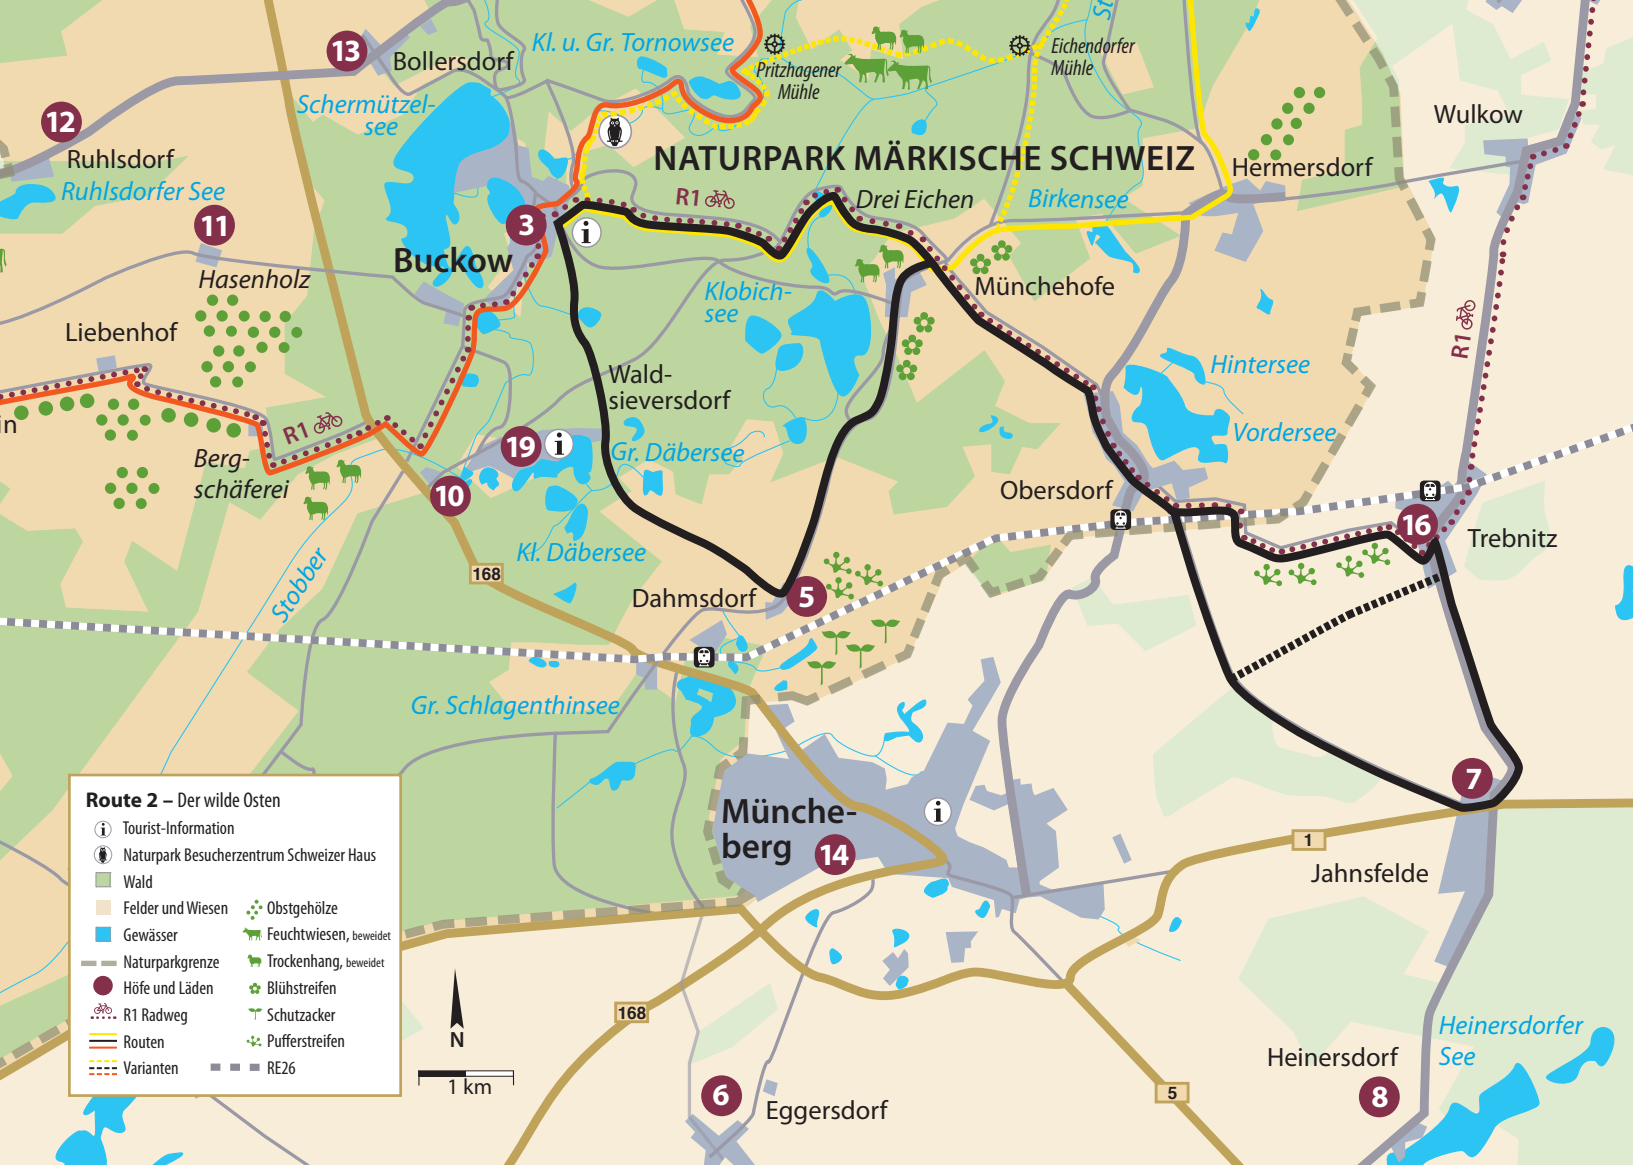 13
Bollersdorf
Kl. u. Gr. Tornowsee
Pritzhagener
Mühle
Eichendorfer
Mühle
St
Schermützel-
see
12
Ruhlsdorf
Ruhlsdorfer See
Wulkow
NATURPARK MÄRKISCHE SCHWEIZ
Hermersdorf
R1
Drei Eichen
Birkensee
11
Hasenholz
3
i
Buckow
Münchehofe
Klobich-
see
Liebenhof
R1
Hintersee
Wald-
sieversdorf
in
R1
Vordersee
19
i
Gr. Däbersee
Berg-
schäferei
10
Obersdorf
16
Trebnitz
Kl. Däbersee
Stobber
168
Dahmsdorf
5
Gr. Schlagenthinsee
7
Münche-
berg
14
i
1
Jahnsfelde
Route 2 – Der wilde Osten
i Tourist-Information
Naturpark Besucherzentrum Schweizer Haus
Wald
Felder und Wiesen
Obstgehölze
Gewässer
Feuchtwiesen, beweidet
Naturparkgrenze
Trockenhang, beweidet
Höfe und Läden
Blühstreifen
R1 Radweg
Schutzacker
Routen
Pufferstreifen
Varianten
RE26
N
1 km
168
6
Eggersdorf
5
Heinersdorf
8
Heinersdorfer
See